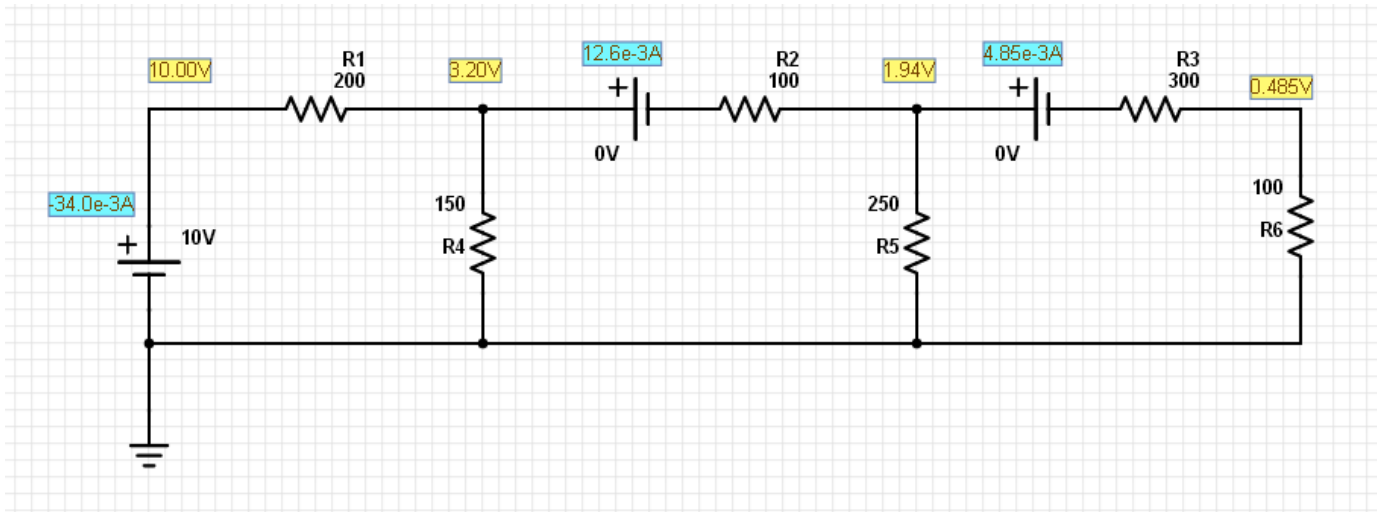 R1
200
10.00V
3.20V
12.6e-3A
+
0V
R2
100
1.94V
4.85e-3A
+
0V
R3
300
0.485V
-34.0e-3A
+
10V
150
R4
250
R5
100
R6